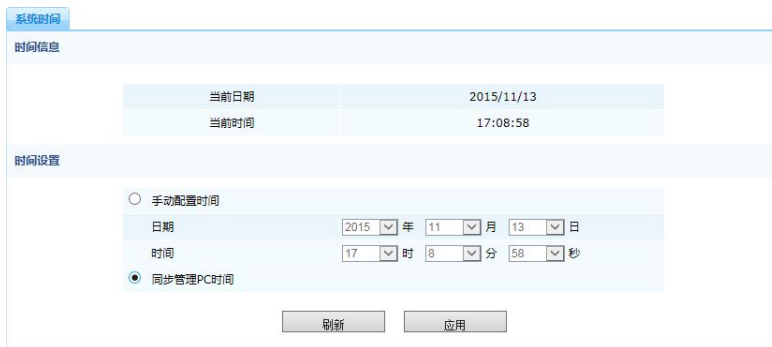 系统时间
时间信息
当前日期 2015/11/13
当前时间 17:08:58
时间设置
手动配置时间
日期 2015 年 11 月 13 日
时间 17 时 8 分 58 秒
同步管理PC时间
刷新 应用